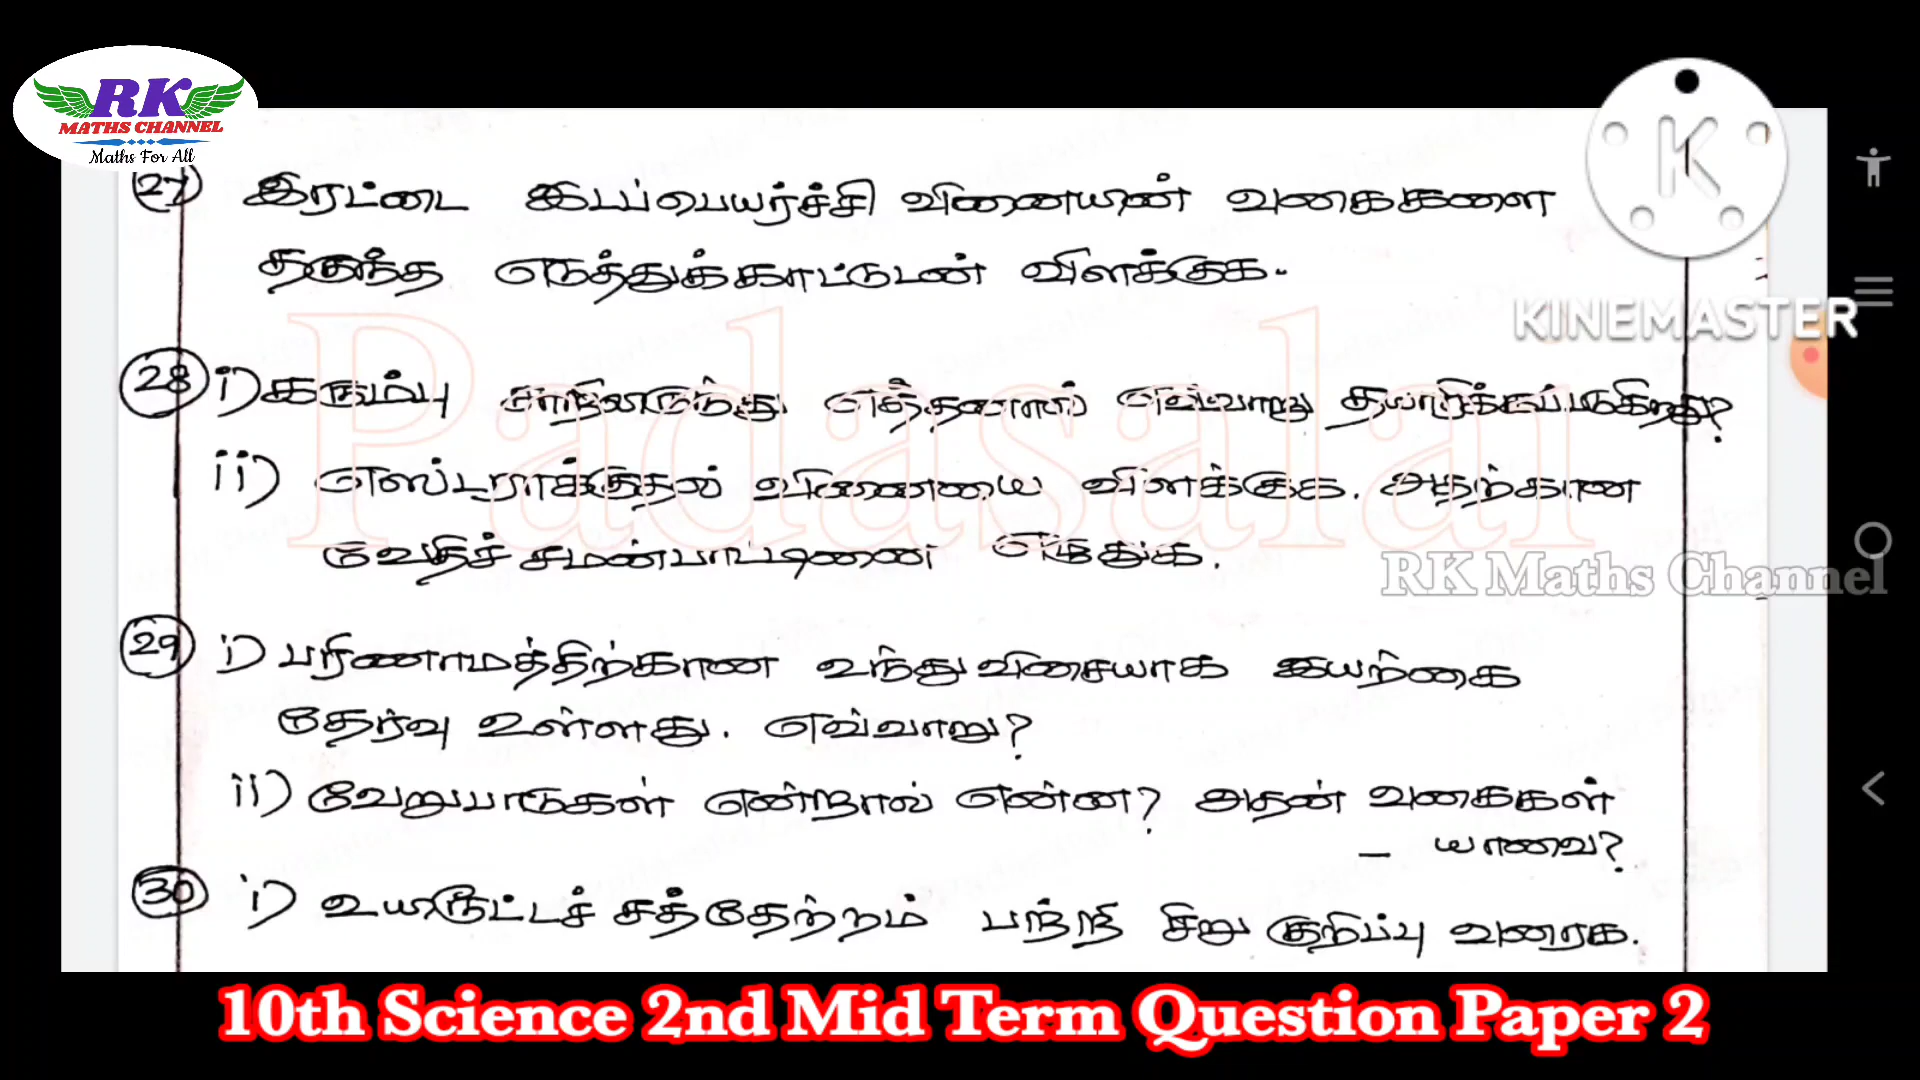 RK
MATHS CHANNEL
Maths For All
27) இரட்டை இடப்பெயர்ச்சி வினையின் வகைகளை
தகுந்த எடுத்துக்காட்டுடன் விளக்குக.
K
KINEMASTER
28 i) கரும்பு சாறிலிருந்து எத்தனால் எவ்வாறு தயாரிக்கப்படுகிறது?
ii) எஸ்டராக்குதல் வினையை விளக்குக. அதற்கான
வேதிச் சமன்பாட்டினை எழுதுக.
Padasalai
RK Maths Channel
29 i) பரிணாமத்திற்கான உந்துவிசையாக இயற்கை
தேர்வு உள்ளது. எவ்வாறு?
ii) வேறுபாடுகள் என்றால் என்ன? அதன் வகைகள்
யானவ?
30 i) உயிரூட்டச் சத்தேற்றம் பற்றி சிறு குறிப்பு வரைக.
10th Science 2nd Mid Term Question Paper 2